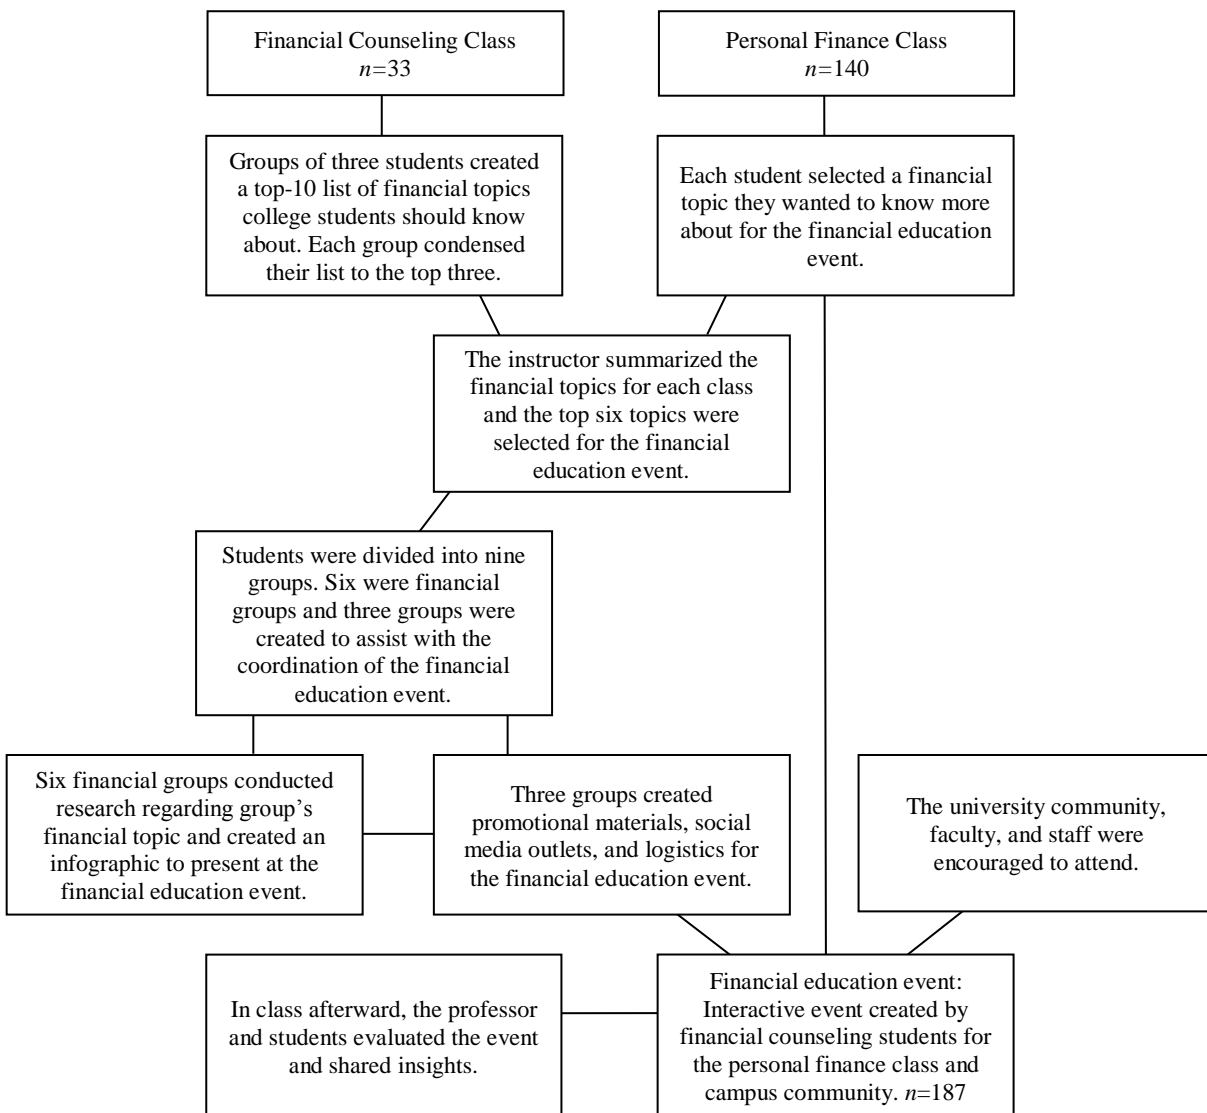 Financial Counseling Class
n=33
Personal Finance Class
n=140
Groups of three students created
a top-10 list of financial topics
college students should know
about. Each group condensed
their list to the top three.
Each student selected a financial
topic they wanted to know more
about for the financial education
event.
The instructor summarized the
financial topics for each class
and the top six topics were
selected for the financial
education event.
Students were divided into nine
groups. Six were financial
groups and three groups were
created to assist with the
coordination of the financial
education event.
Six financial groups conducted
research regarding group’s
financial topic and created an
infographic to present at the
financial education event.
Three groups created
promotional materials, social
media outlets, and logistics for
the financial education event.
The university community,
faculty, and staff were
encouraged to attend.
In class afterward, the professor
and students evaluated the event
and shared insights.
Financial education event:
Interactive event created by
financial counseling students for
the personal finance class and
campus community. n=187